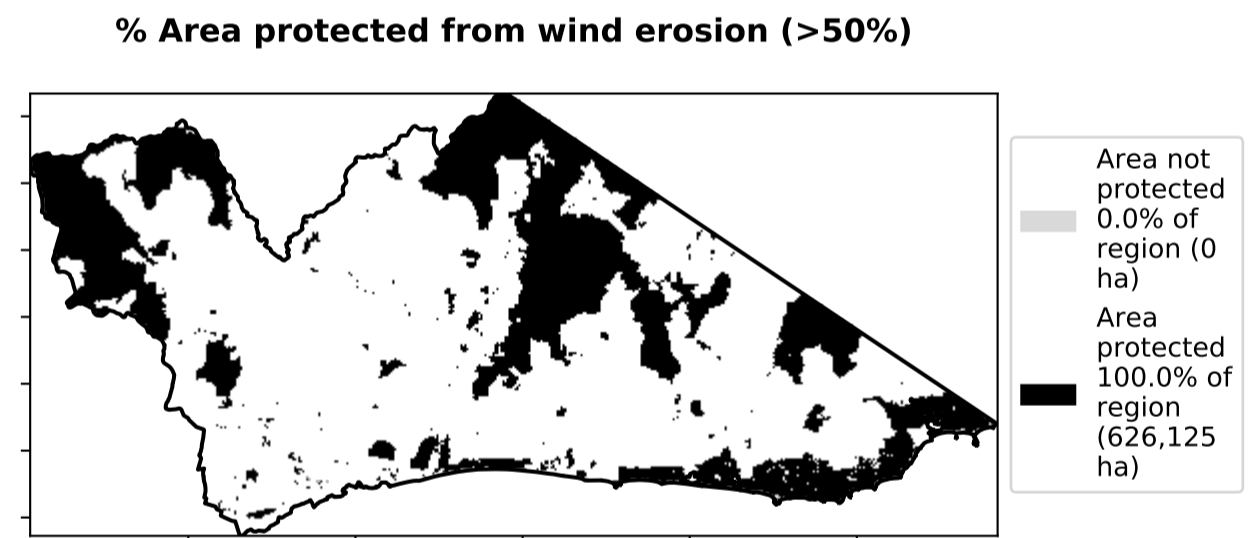 % Area protected from wind erosion (>50%)
Area not
protected
0.0% of
region (0
ha)
Area
protected
100.0% of
region
(626,125
ha)